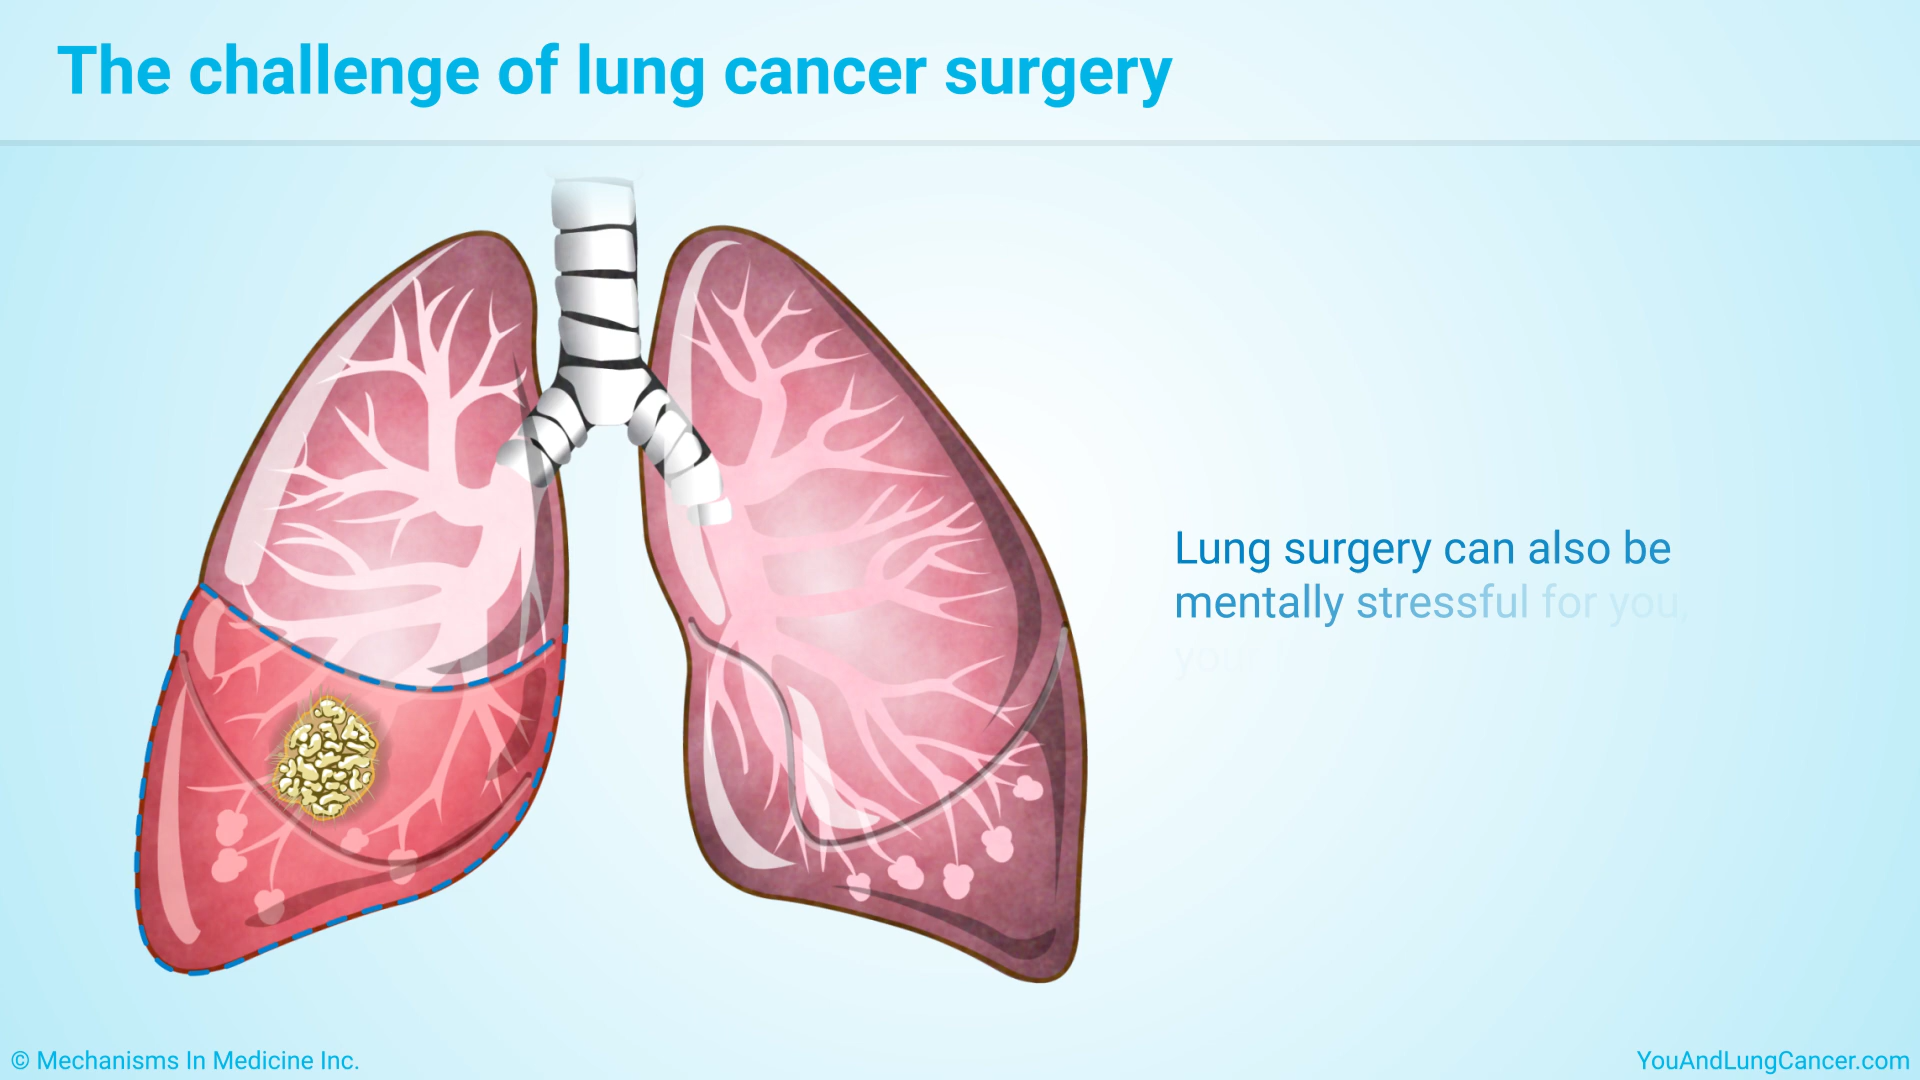 The challenge of lung cancer surgery
Lung surgery can also be
mentally stressful for you,
your
© Mechanisms In Medicine Inc.
YouAndLungCancer.com